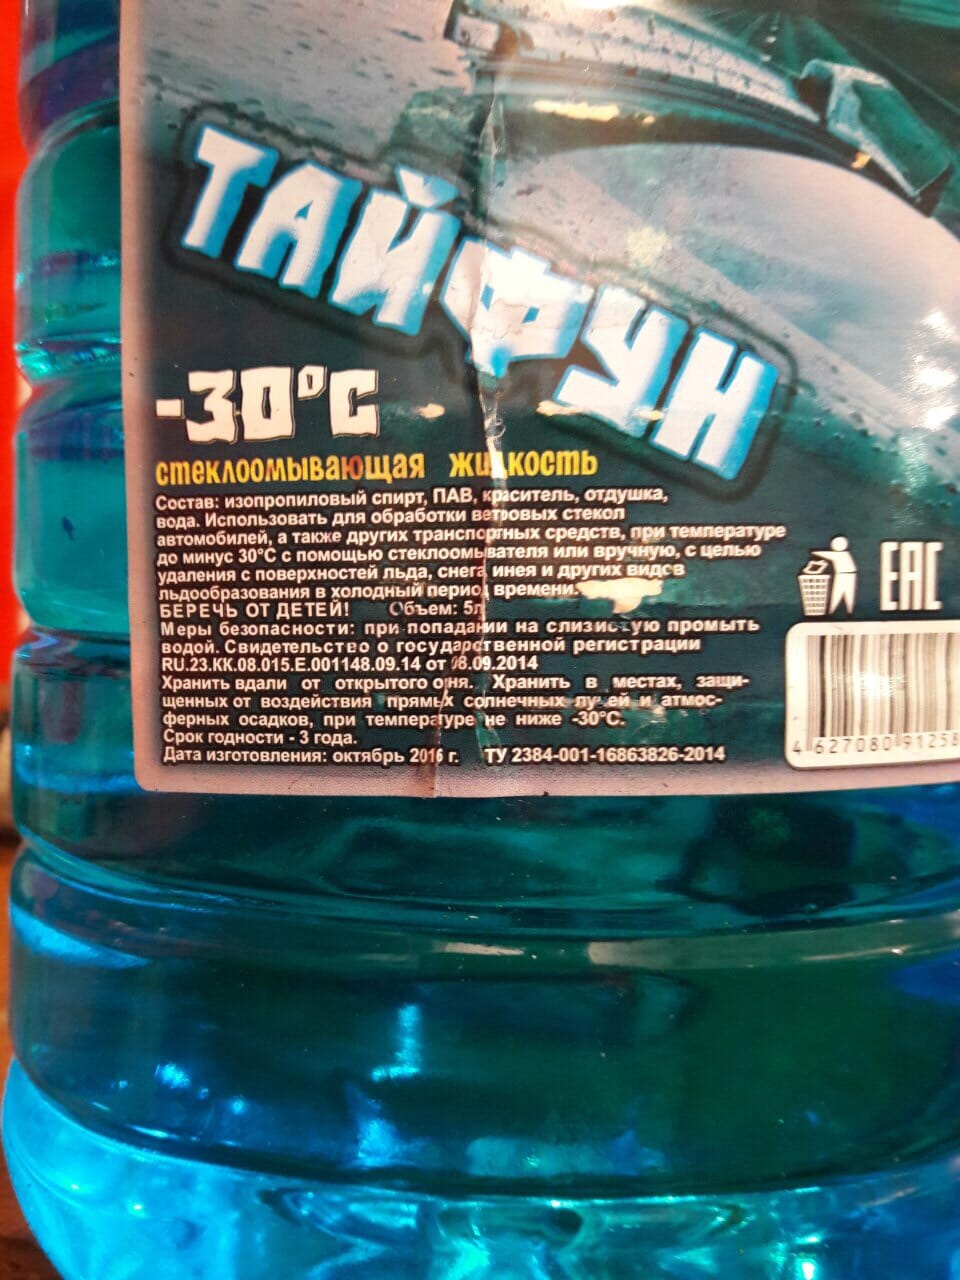 ТАЙФУН
-30°C
стеклоомывающая жидкость
Состав: изопропиловый спирт, ПАВ, краситель, отдушка,
вода. Использовать для обработки ветровых стекол
автомобилей, а также других транспортных средств, при температуре
до минус 30°С с помощью стеклоомывателя или вручную, с целью
удаления с поверхностей льда, снега, инея и других видов
льдообразования в холодный период времени.
БЕРЕЧЬ ОТ ДЕТЕЙ! Объем: 5л
Меры безопасности: при попадании на слизистую промыть
водой. Свидетельство о государственной регистрации
RU.23.КК.08.015.Е.001148.09.14 от 08.09.2014
Хранить вдали от открытого огня. Хранить в местах, защи-
щенных от воздействия прямых солнечных лучей и атмос-
ферных осадков, при температуре не ниже -30°С.
Срок годности - 3 года.
Дата изготовления: октябрь 2016 г. ТУ 2384-001-16863826-2014
EAC
4 627080 91258